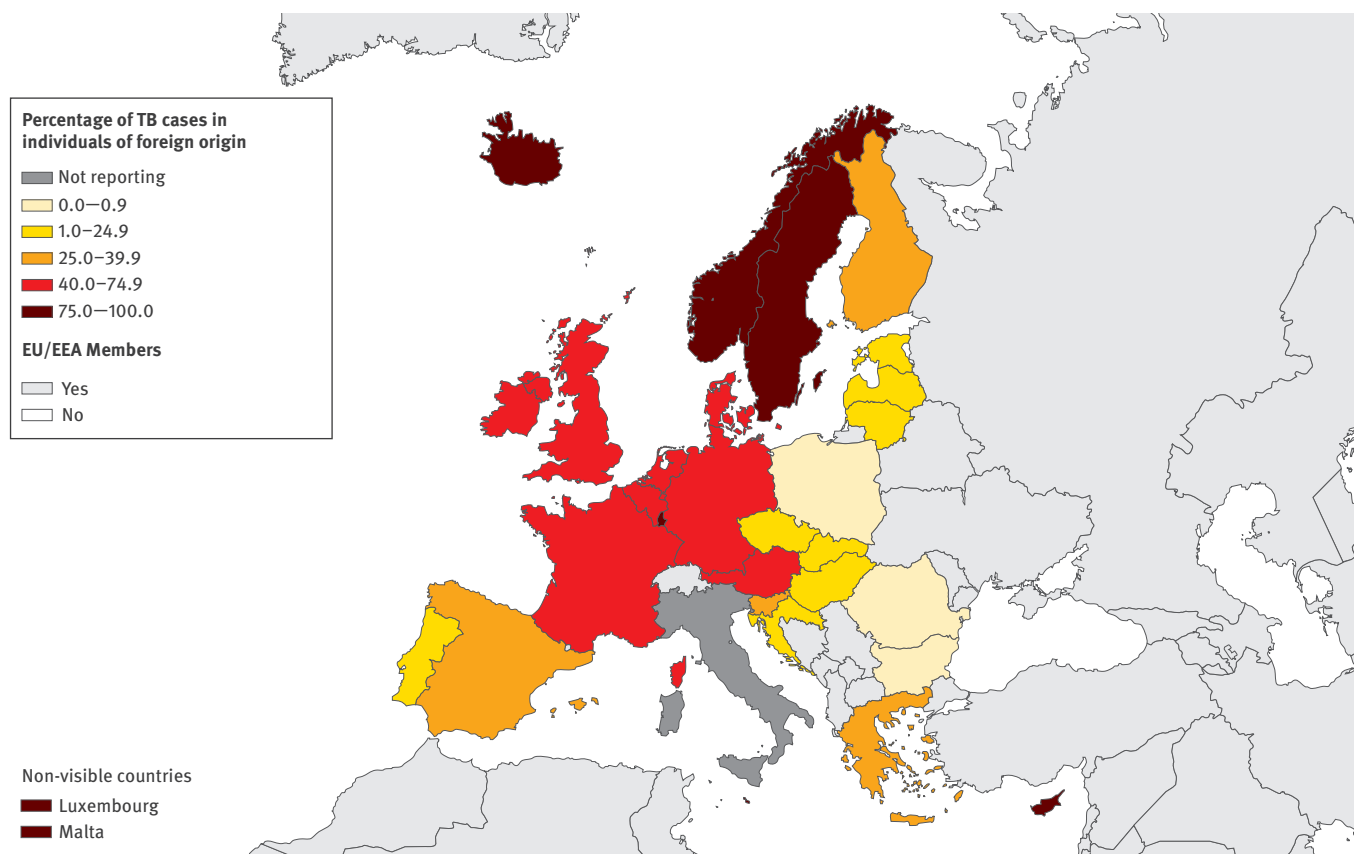 Percentage of TB cases in
individuals of foreign origin
Not reporting
0.0—0.9
1.0–24.9
25.0–39.9
40.0–74.9
75.0—100.0
EU/EEA Members
Yes
No
Non-visible countries
Luxembourg
Malta